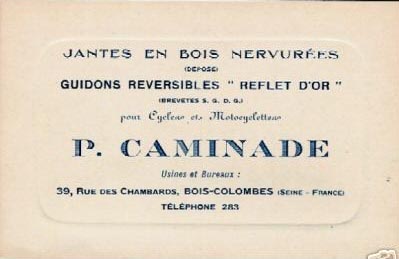 JANTES EN BOIS NERVURÉES
(DÉPOSÉ)
GUIDONS REVERSIBLES " REFLET D'OR "
(BREVETÉS S. G. D. G.)
pour Cycles et Motocyclettes
P. CAMINADE
Usines et Bureaux :
39, RUE DES CHAMBARDS, BOIS-COLOMBES (SEINE - FRANCE)
TÉLÉPHONE 283